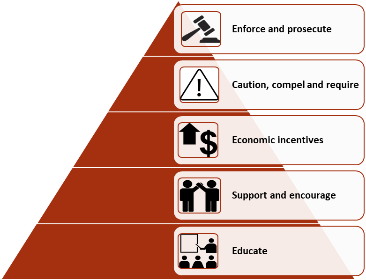 Enforce and prosecute
Caution, compel and require
Economic incentives
Support and encourage
Educate